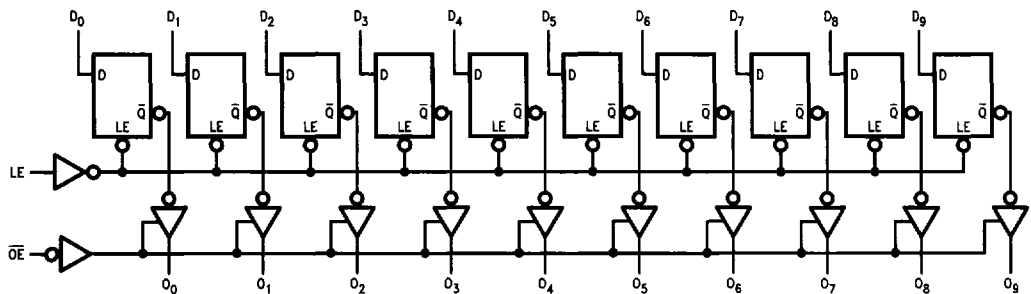 D₀ D₁ D₂ D₃ D₄ D₅ D₆ D₇ D₈ D₉
D D D D D D D D D D
Q̅ Q̅ Q̅ Q̅ Q̅ Q̅ Q̅ Q̅ Q̅ Q̅
LE LE LE LE LE LE LE LE LE LE
LE
O̅E̅
O₀ O₁ O₂ O₃ O₄ O₅ O₆ O₇ O₈ O₉